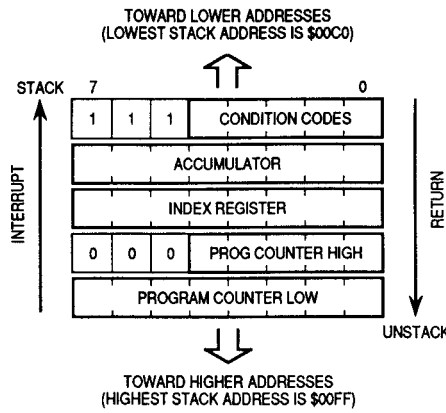 TOWARD LOWER ADDRESSES
(LOWEST STACK ADDRESS IS $00C0)
STACK 7 0
1 1 1 CONDITION CODES
ACCUMULATOR
INDEX REGISTER
0 0 0 PROG COUNTER HIGH
PROGRAM COUNTER LOW
INTERRUPT
RETURN
UNSTACK
TOWARD HIGHER ADDRESSES
(HIGHEST STACK ADDRESS IS $00FF)